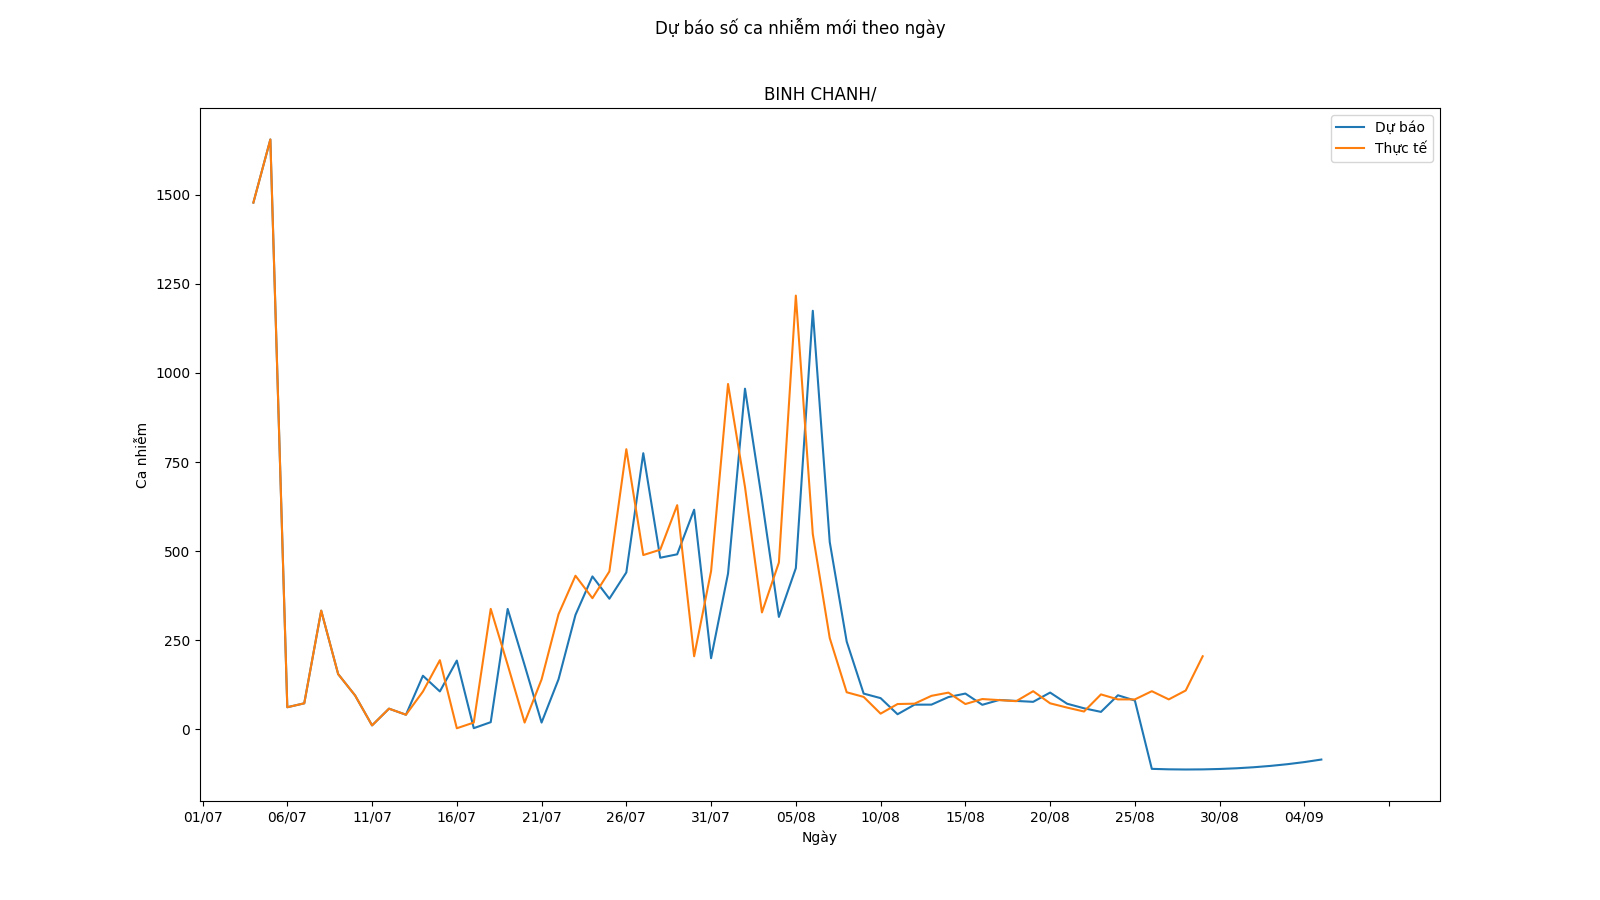 Dự báo số ca nhiễm mới theo ngày
BINH CHANH/
Dự báo
Thực tế
1500
1250
1000
750
500
250
0
Ca nhiễm
01/07 06/07 11/07 16/07 21/07 26/07 31/07 05/08 10/08 15/08 20/08 25/08 30/08 04/09
Ngày